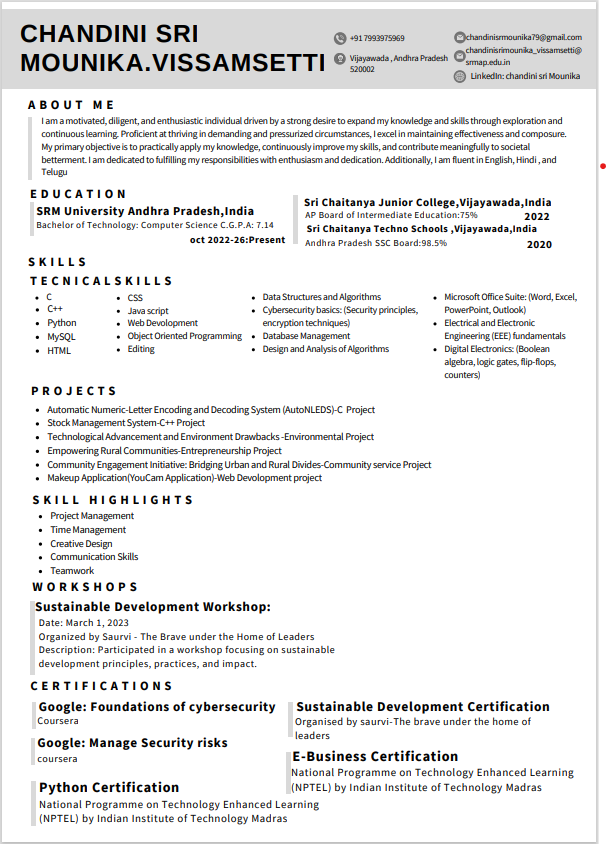 CHANDINI SRI
MOUNIKA.VISSAMSETTI
+91 7993975969
Vijayawada , Andhra Pradesh
520002
chandinisrmounika79@gmail.com
chandinisrimounika_vissamsetti@
srmap.edu.in
LinkedIn: chandini sri Mounika
ABOUT ME
I am a motivated, diligent, and enthusiastic individual driven by a strong desire to expand my knowledge and skills through exploration and
continuous learning. Proficient at thriving in demanding and pressurized circumstances, I excel in maintaining effectiveness and composure.
My primary objective is to practically apply my knowledge, continuously improve my skills, and contribute meaningfully to societal
betterment. I am dedicated to fulfilling my responsibilities with enthusiasm and dedication. Additionally, I am fluent in English, Hindi , and
Telugu
EDUCATION
SRM University Andhra Pradesh,India
Bachelor of Technology: Computer Science C.G.P.A: 7.14
oct 2022-26:Present
Sri Chaitanya Junior College,Vijayawada,India
AP Board of Intermediate Education:75%
2022
Sri Chaitanya Techno Schools ,Vijayawada,India
Andhra Pradesh SSC Board:98.5%
2020
SKILLS
TECNICALSKILLS
• C
• C++
• Python
• MySQL
• HTML
• CSS
• Java script
• Web Devolopment
• Object Oriented Programming
• Editing
• Data Structures and Algorithms
• Cybersecurity basics: (Security principles,
encryption techniques)
• Database Management
• Design and Analysis of Algorithms
• Microsoft Office Suite: (Word, Excel,
PowerPoint, Outlook)
• Electrical and Electronic
Engineering (EEE) fundamentals
• Digital Electronics: (Boolean
algebra, logic gates, flip-flops,
counters)
PROJECTS
• Automatic Numeric-Letter Encoding and Decoding System (AutoNLEDS)-C Project
• Stock Management System-C++ Project
• Technological Advancement and Environment Drawbacks -Environmental Project
• Empowering Rural Communities-Entrepreneurship Project
• Community Engagement Initiative: Bridging Urban and Rural Divides-Community service Project
• Makeup Application(YouCam Application)-Web Devolopment project
SKILL HIGHLIGHTS
• Project Management
• Time Management
• Creative Design
• Communication Skills
• Teamwork
WORKSHOPS
Sustainable Development Workshop:
Date: March 1, 2023
Organized by Saurvi - The Brave under the Home of Leaders
Description: Participated in a workshop focusing on sustainable
development principles, practices, and impact.
CERTIFICATIONS
Google: Foundations of cybersecurity
Coursera
Google: Manage Security risks
coursera
Python Certification
National Programme on Technology Enhanced Learning
(NPTEL) by Indian Institute of Technology Madras
Sustainable Development Certification
Organised by saurvi-The brave under the home of
leaders
E-Business Certification
National Programme on Technology Enhanced Learning
(NPTEL) by Indian Institute of Technology Madras